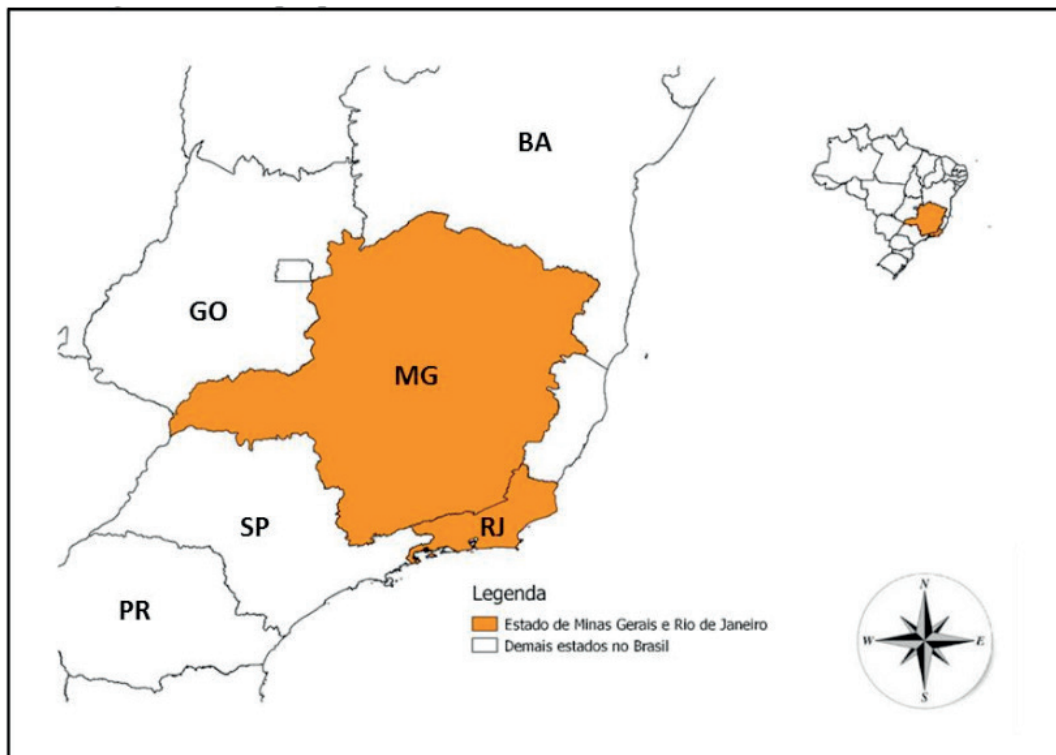 BA
GO
MG
SP
RJ
PR
Legenda
Estado de Minas Gerais e Rio de Janeiro
Demais estados no Brasil
N
W
E
S